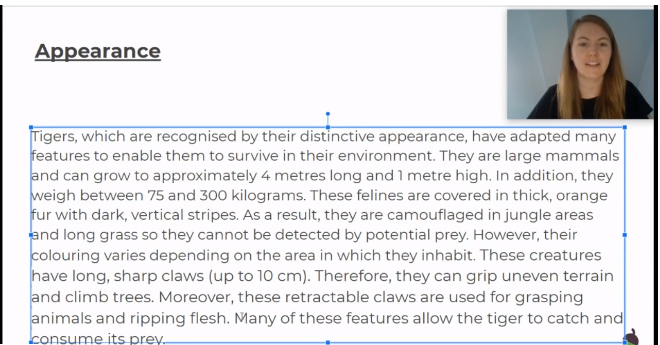 Appearance
Tigers, which are recognised by their distinctive appearance, have adapted many
features to enable them to survive in their environment. They are large mammals
and can grow to approximately 4 metres long and 1 metre high. In addition, they
weigh between 75 and 300 kilograms. These felines are covered in thick, orange
fur with dark, vertical stripes. As a result, they are camouflaged in jungle areas
and long grass so they cannot be detected by potential prey. However, their
colouring varies depending on the area in which they inhabit. These creatures
have long, sharp claws (up to 10 cm). Therefore, they can grip uneven terrain
and climb trees. Moreover, these retractable claws are used for grasping
animals and ripping flesh. Many of these features allow the tiger to catch and
consume its prey.